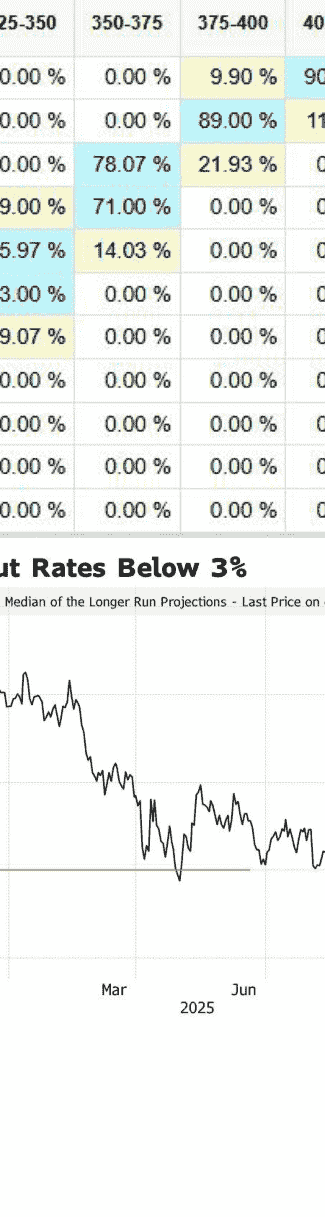 25-350 350-375 375-400 40
0.00 % 0.00 % 9.90 % 90
0.00 % 0.00 % 89.00 % 11
0.00 % 78.07 % 21.93 % 0
9.00 % 71.00 % 0.00 % 0
5.97 % 14.03 % 0.00 % 0
3.00 % 0.00 % 0.00 % 0
9.07 % 0.00 % 0.00 % 0
0.00 % 0.00 % 0.00 % 0
0.00 % 0.00 % 0.00 % 0
0.00 % 0.00 % 0.00 % 0
0.00 % 0.00 % 0.00 % 0
ut Rates Below 3%
Median of the Longer Run Projections - Last Price on
Mar Jun
2025